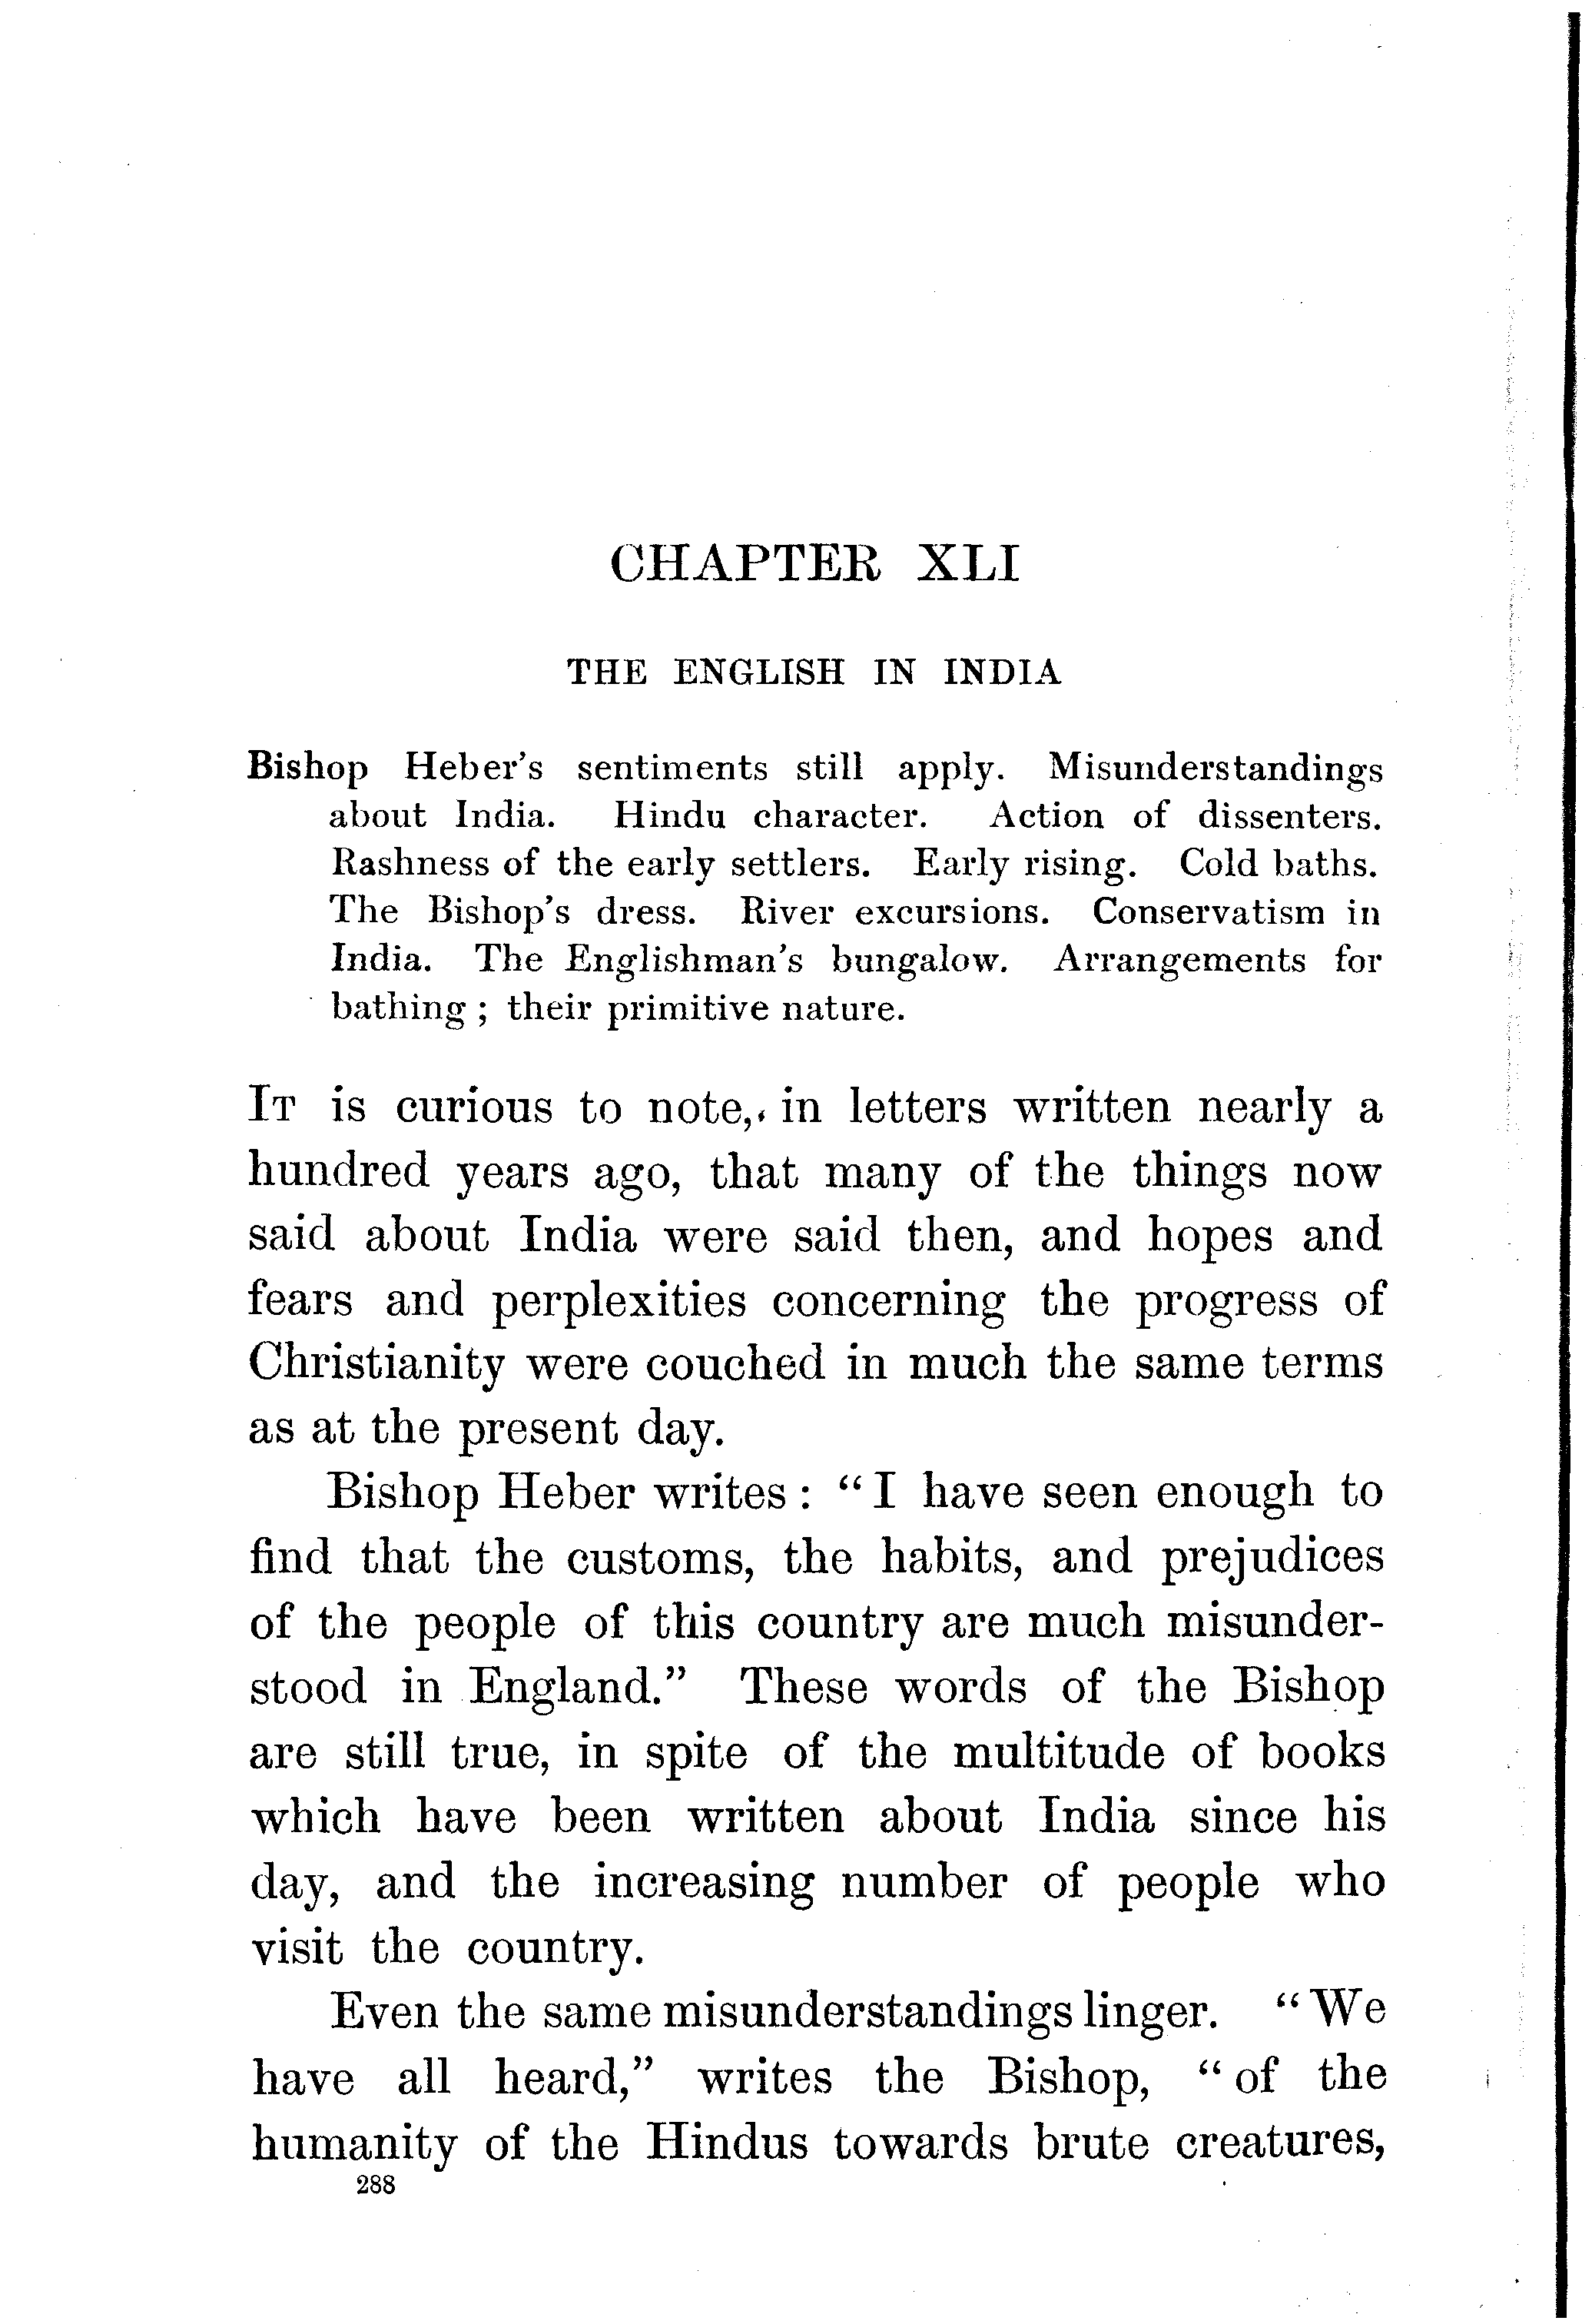 CHAPTER XLI
THE ENGLISH IN INDIA
Bishop Heber's sentiments still apply. Misunderstandings
about India. Hindu character. Action of dissenters.
Rashness of the early settlers. Early rising. Cold baths.
The Bishop's dress. River excursions. Conservatism in
India. The Englishman's bungalow. Arrangements for
bathing ; their primitive nature.
IT is curious to note, in letters written nearly a
hundred years ago, that many of the things now
said about India were said then, and hopes and
fears and perplexities concerning the progress of
Christianity were couched in much the same terms
as at the present day.
Bishop Heber writes : “I have seen enough to
find that the customs, the habits, and prejudices
of the people of this country are much misunder-
stood in England.” These words of the Bishop
are still true, in spite of the multitude of books
which have been written about India since his
day, and the increasing number of people who
visit the country.
Even the same misunderstandings linger. “We
have all heard,” writes the Bishop, “of the
humanity of the Hindus towards brute creatures,
288